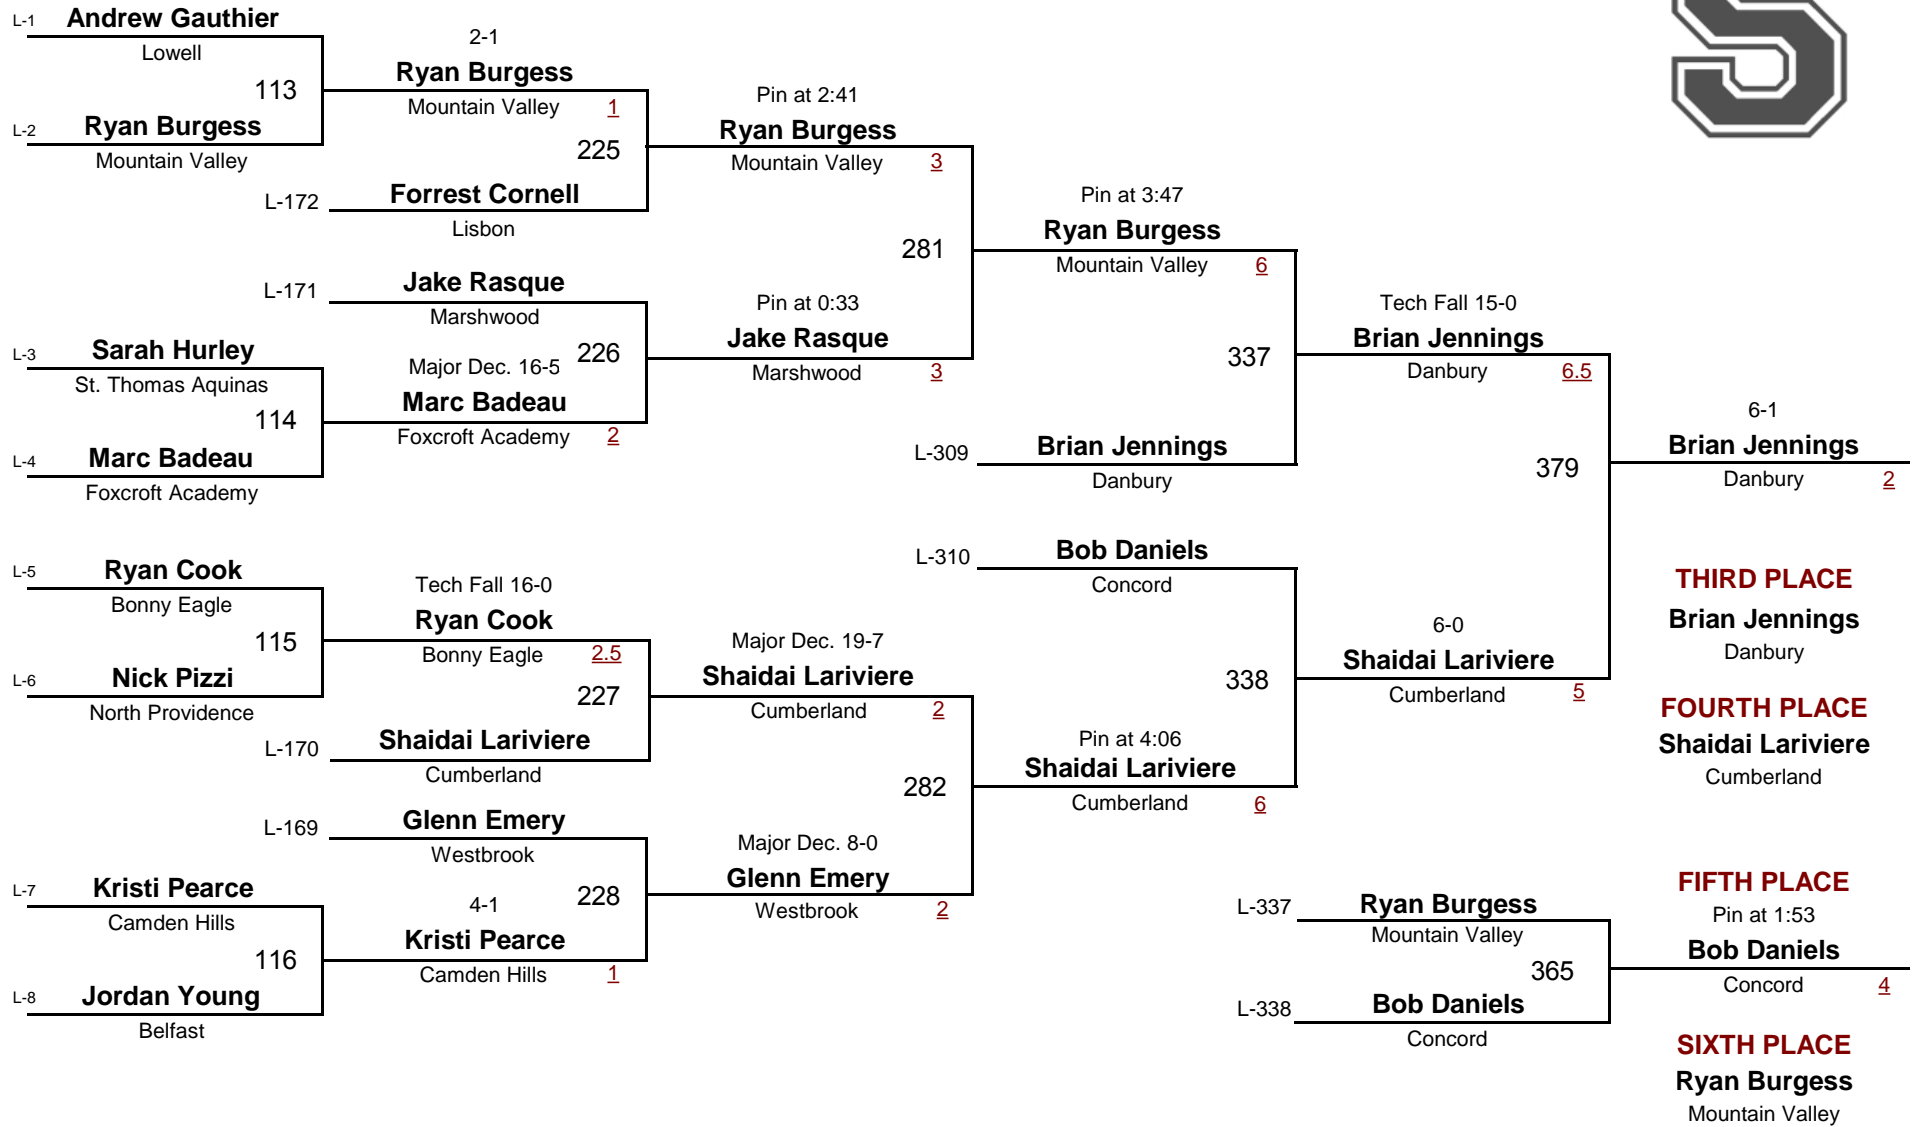 L-1 Andrew Gauthier
Lowell
113
L-2 Ryan Burgess
Mountain Valley
L-3 Sarah Hurley
St. Thomas Aquinas
114
L-4 Marc Badeau
Foxcroft Academy
L-5 Ryan Cook
Bonny Eagle
115
L-6 Nick Pizzi
North Providence
L-7 Kristi Pearce
Camden Hills
116
L-8 Jordan Young
Belfast
2-1
Ryan Burgess
Mountain Valley 1
225
L-172 Forrest Cornell
Lisbon
L-171 Jake Rasque
Marshwood
226
Major Dec. 16-5
Marc Badeau
Foxcroft Academy 2
Tech Fall 16-0
Ryan Cook
Bonny Eagle 2.5
227
L-170 Shaidai Lariviere
Cumberland
L-169 Glenn Emery
Westbrook
228
4-1
Kristi Pearce
Camden Hills 1
Pin at 2:41
Ryan Burgess
Mountain Valley 3
281
Pin at 0:33
Jake Rasque
Marshwood 3
Major Dec. 19-7
Shaidai Lariviere
Cumberland 2
282
Major Dec. 8-0
Glenn Emery
Westbrook 2
Pin at 3:47
Ryan Burgess
Mountain Valley 6
337
L-309 Brian Jennings
Danbury
L-310 Bob Daniels
Concord
338
Pin at 4:06
Shaidai Lariviere
Cumberland 6
Tech Fall 15-0
Brian Jennings
Danbury 6.5
379
6-0
Shaidai Lariviere
Cumberland 5
L-337 Ryan Burgess
Mountain Valley
365
L-338 Bob Daniels
Concord
S
6-1
Brian Jennings
Danbury 2
THIRD PLACE
Brian Jennings
Danbury
FOURTH PLACE
Shaidai Lariviere
Cumberland
FIFTH PLACE
Pin at 1:53
Bob Daniels
Concord 4
SIXTH PLACE
Ryan Burgess
Mountain Valley